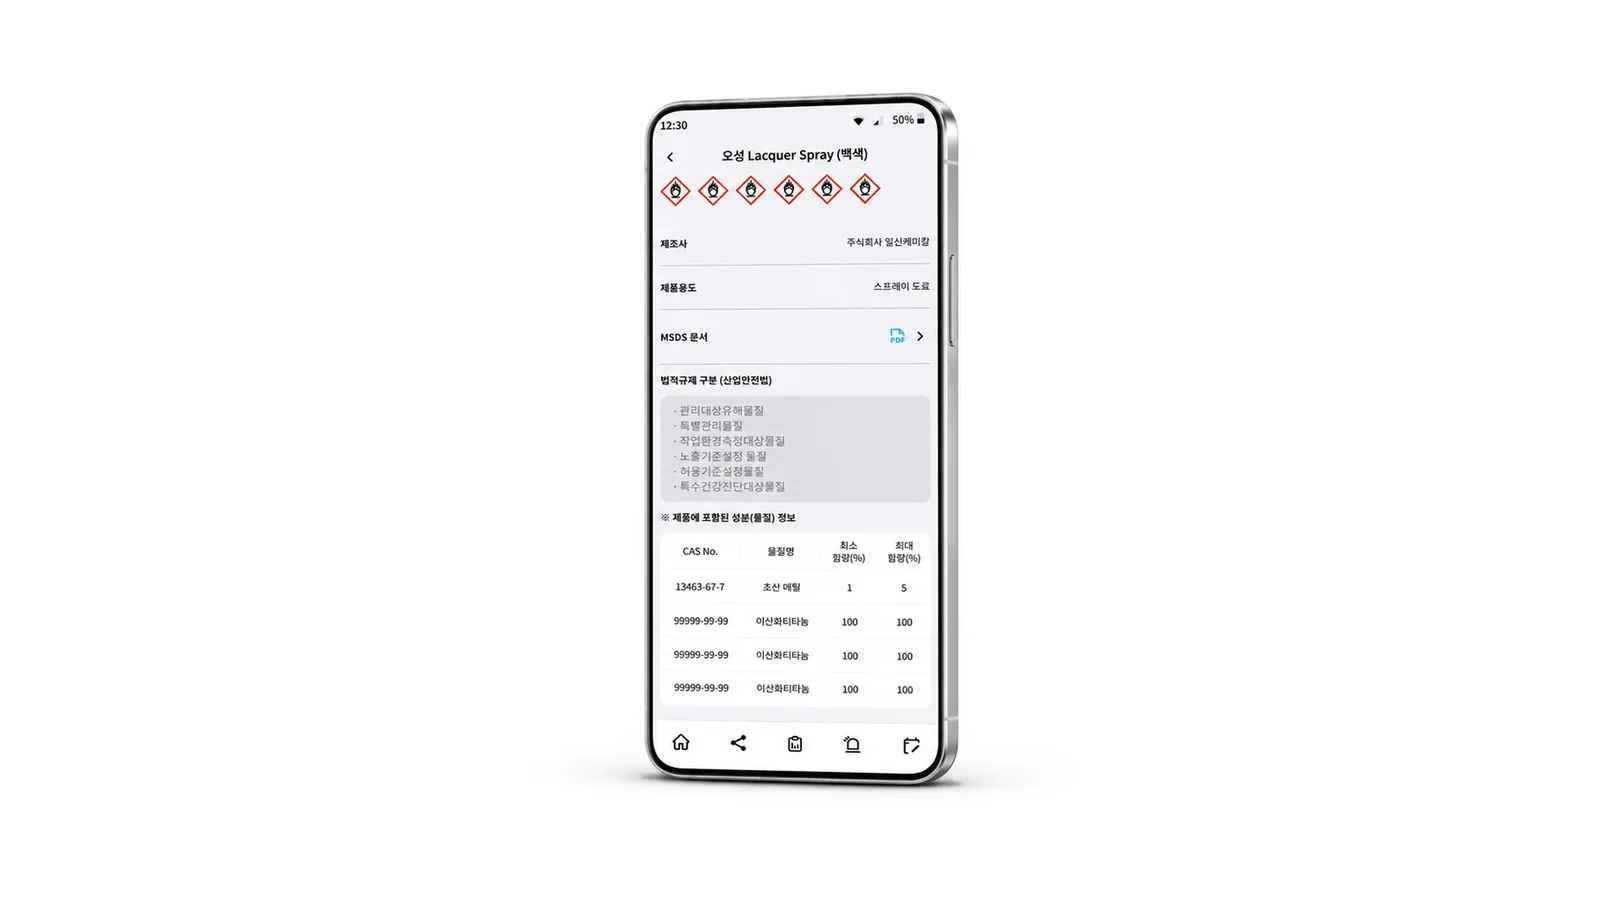 12:30
50%
오성 Lacquer Spray (백색)
제조사
주식회사 일신케미칼
제품용도
스프레이 도료
MSDS 문서
PDF
법적규제 구분 (산업안전법)
· 관리대상유해물질
· 특별관리물질
· 작업환경측정대상물질
· 노출기준설정 물질
· 허용기준설정물질
· 특수건강진단대상물질
※ 제품에 포함된 성분(물질) 정보
CAS No. 물질명 최소 함량(%) 최대 함량(%)
13463-67-7 초산 메틸 1 5
99999-99-99 이산화티타늄 100 100
99999-99-99 이산화티타늄 100 100
99999-99-99 이산화티타늄 100 100